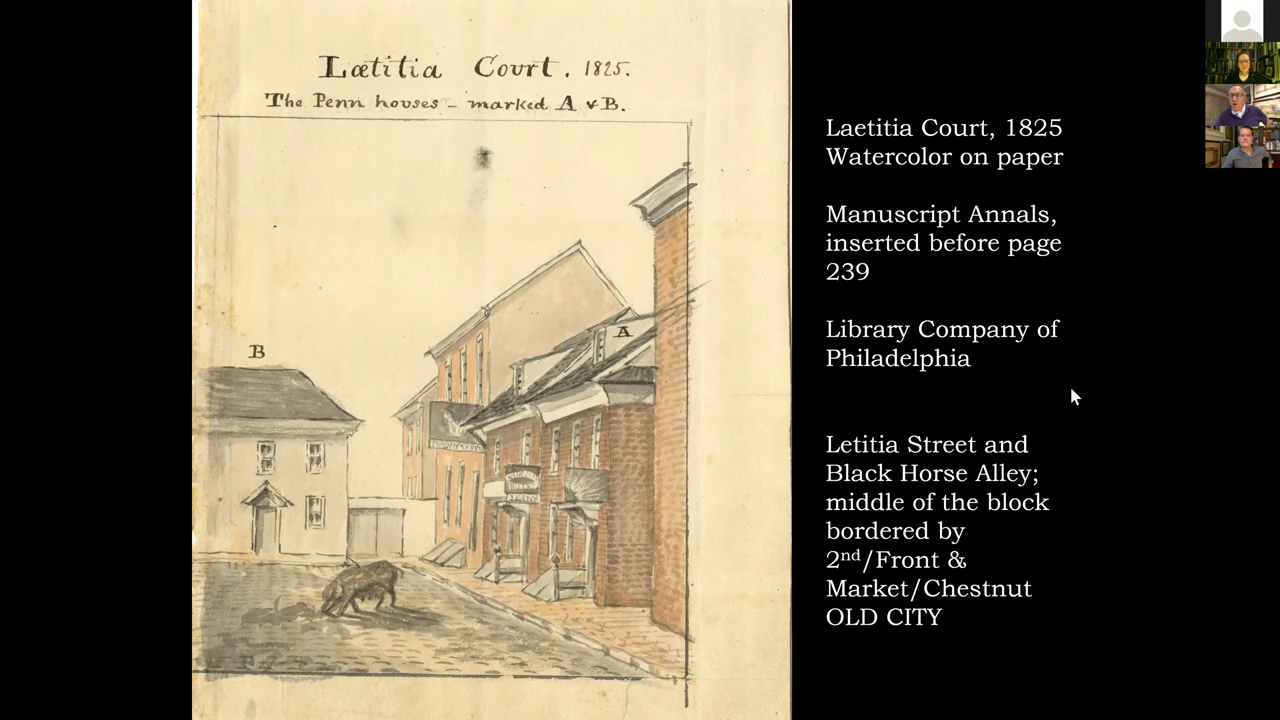 Lætitia Court. 1825.
The Penn houses – marked A & B.
B
A
Laetitia Court, 1825
Watercolor on paper
Manuscript Annals,
inserted before page
239
Library Company of
Philadelphia
Letitia Street and
Black Horse Alley;
middle of the block
bordered by
2nd/Front &
Market/Chestnut
OLD CITY